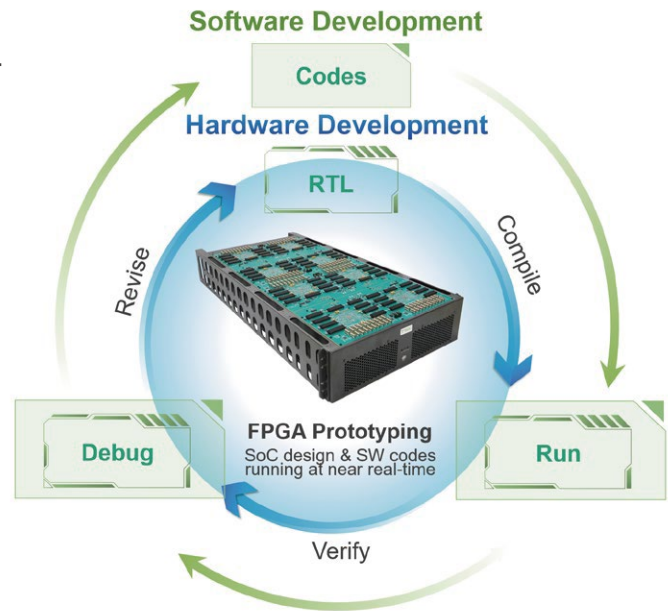 Software Development
Codes
Hardware Development
RTL
Revise
Compile
FPGA Prototyping
SoC design & SW codes
running at near real-time
Debug
Run
Verify